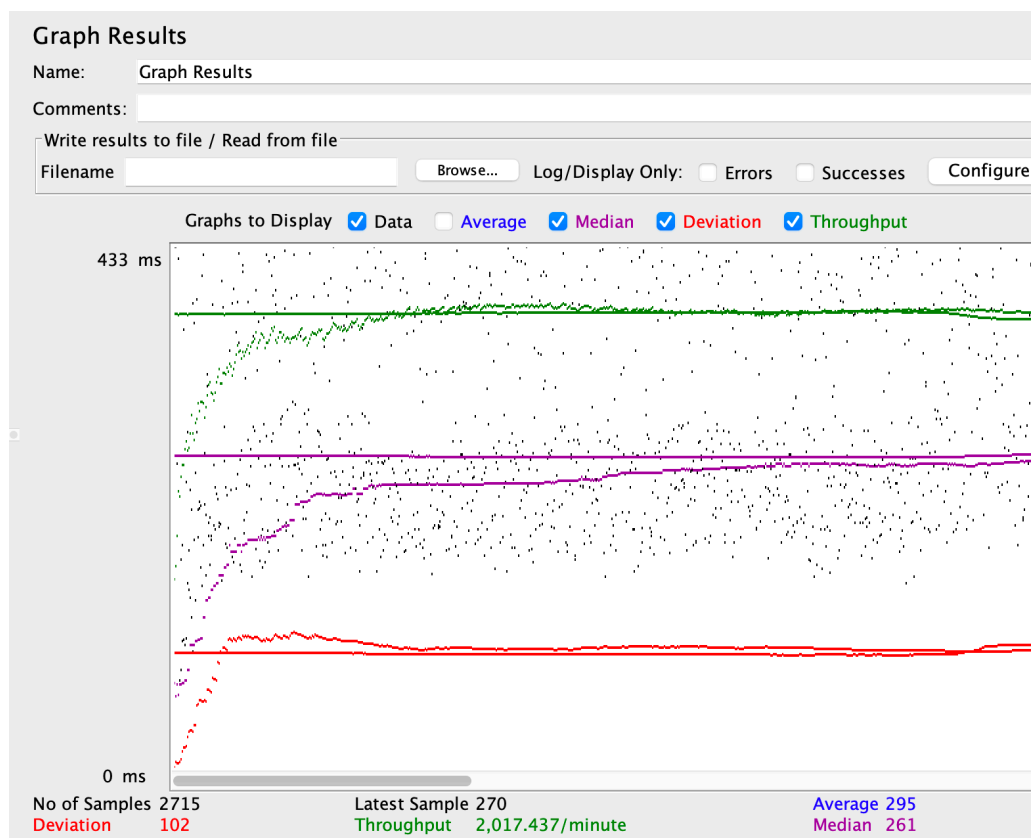 Graph Results
Name: Graph Results
Comments:
Write results to file / Read from file
Filename Browse... Log/Display Only: Errors Successes Configure
Graphs to Display Data Average Median Deviation Throughput
433 ms
0 ms
No of Samples 2715 Latest Sample 270 Average 295
Deviation 102 Throughput 2,017.437/minute Median 261